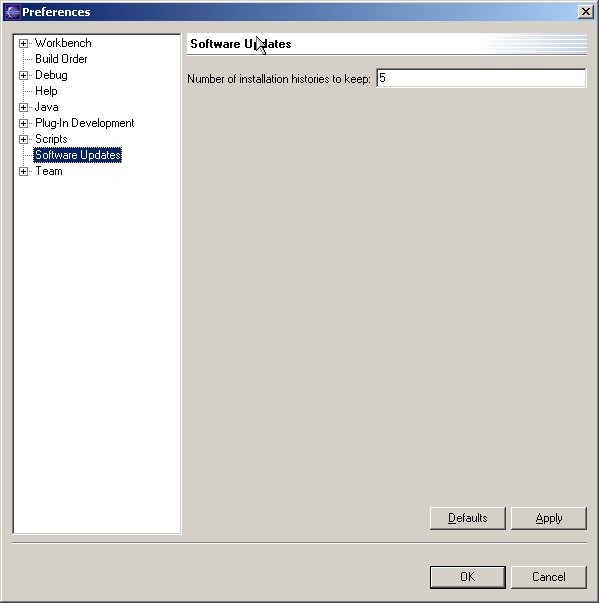 Preferences
Workbench
Build Order
Debug
Help
Java
Plug-In Development
Scripts
Software Updates
Team
Software Updates
Number of installation histories to keep: 5
Defaults Apply
OK Cancel